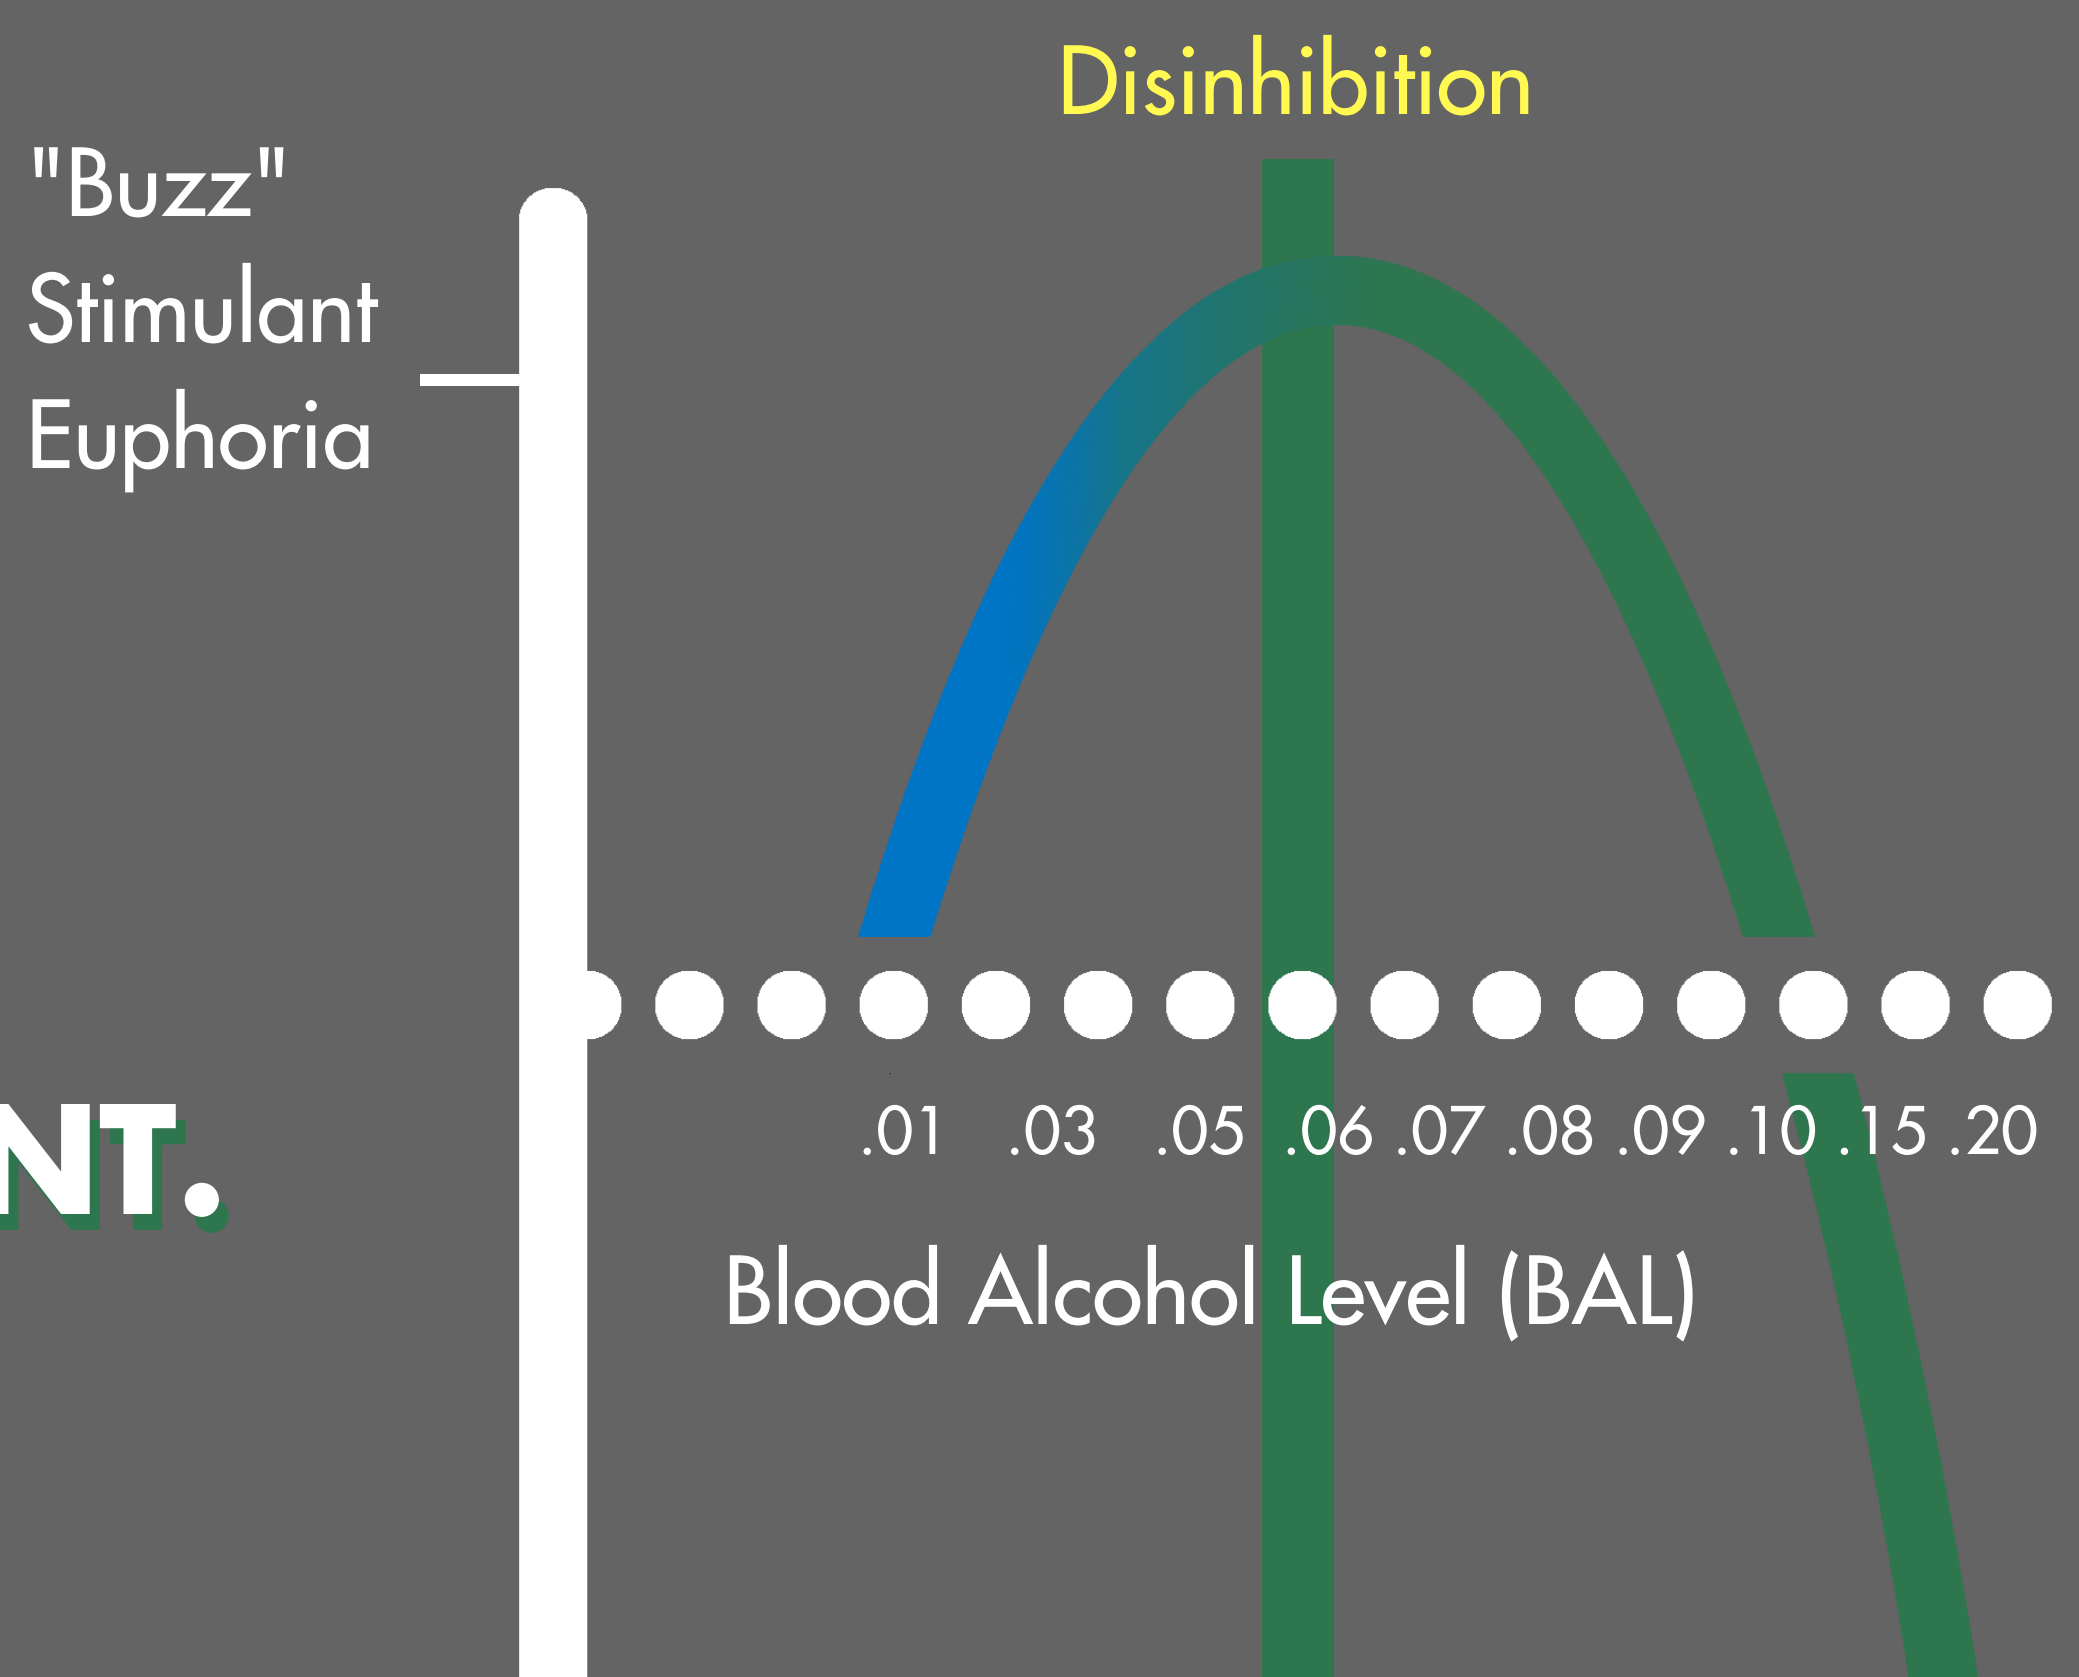 Disinhibition
"Buzz"
Stimulant
Euphoria
.01 .03 .05 .06 .07 .08 .09 .10 .15 .20
NT.
Blood Alcohol Level (BAL)